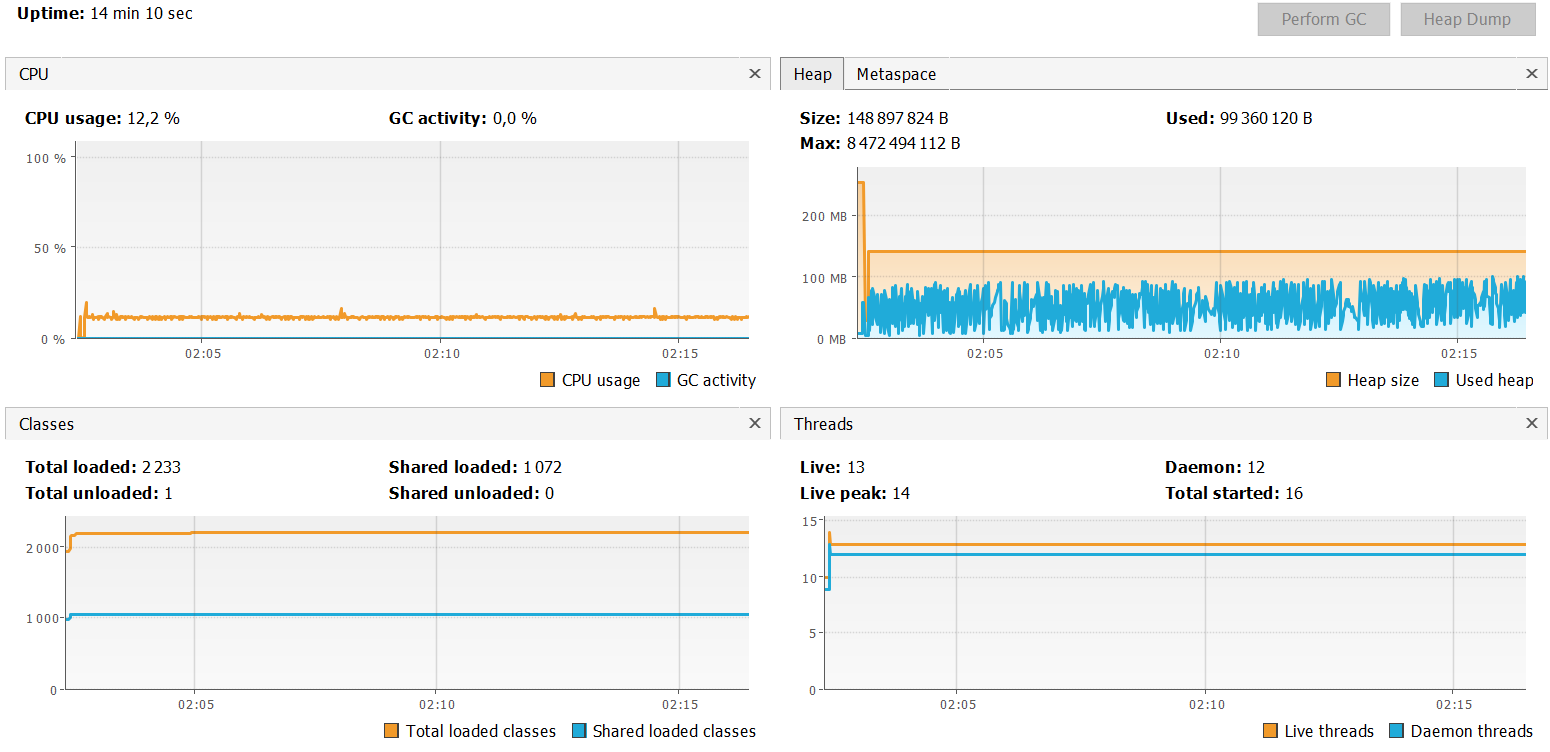 Uptime: 14 min 10 sec
Perform GC
Heap Dump
CPU
CPU usage: 12,2 %
GC activity: 0,0 %
100 %
50 %
0 %
02:05
02:10
02:15
CPU usage
GC activity
Heap
Metaspace
Size: 148 897 824 B
Used: 99 360 120 B
Max: 8 472 494 112 B
200 MB
100 MB
0 MB
02:05
02:10
02:15
Heap size
Used heap
Classes
Total loaded: 2 233
Shared loaded: 1 072
Total unloaded: 1
Shared unloaded: 0
2 000
1 000
0
02:05
02:10
02:15
Total loaded classes
Shared loaded classes
Threads
Live: 13
Daemon: 12
Live peak: 14
Total started: 16
15
10
5
0
02:05
02:10
02:15
Live threads
Daemon threads